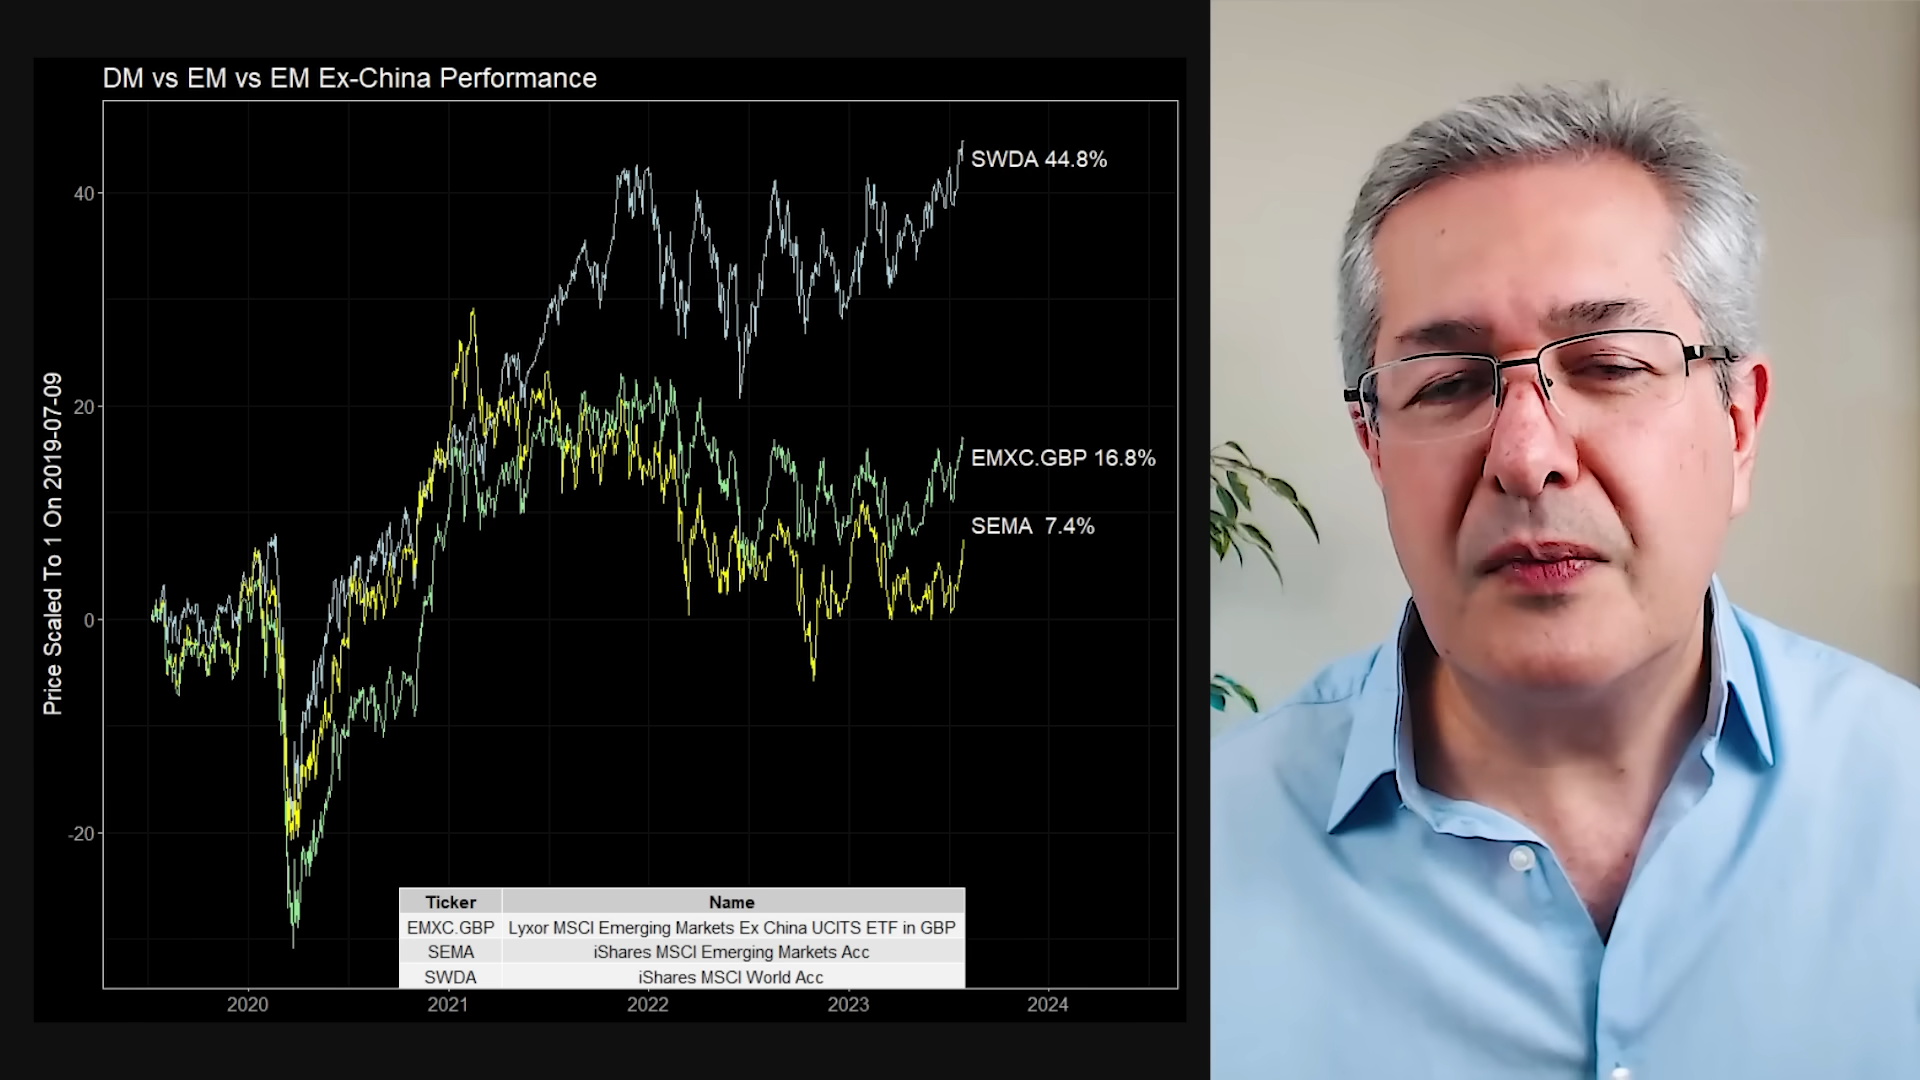 DM vs EM vs EM Ex-China Performance
Price Scaled To 1 On 2019-07-09
40
20
0
-20
SWDA 44.8%
EMXC.GBP 16.8%
SEMA 7.4%
Ticker Name
EMXC.GBP Lyxor MSCI Emerging Markets Ex China UCITS ETF in GBP
SEMA iShares MSCI Emerging Markets Acc
SWDA iShares MSCI World Acc
2020 2021 2022 2023 2024